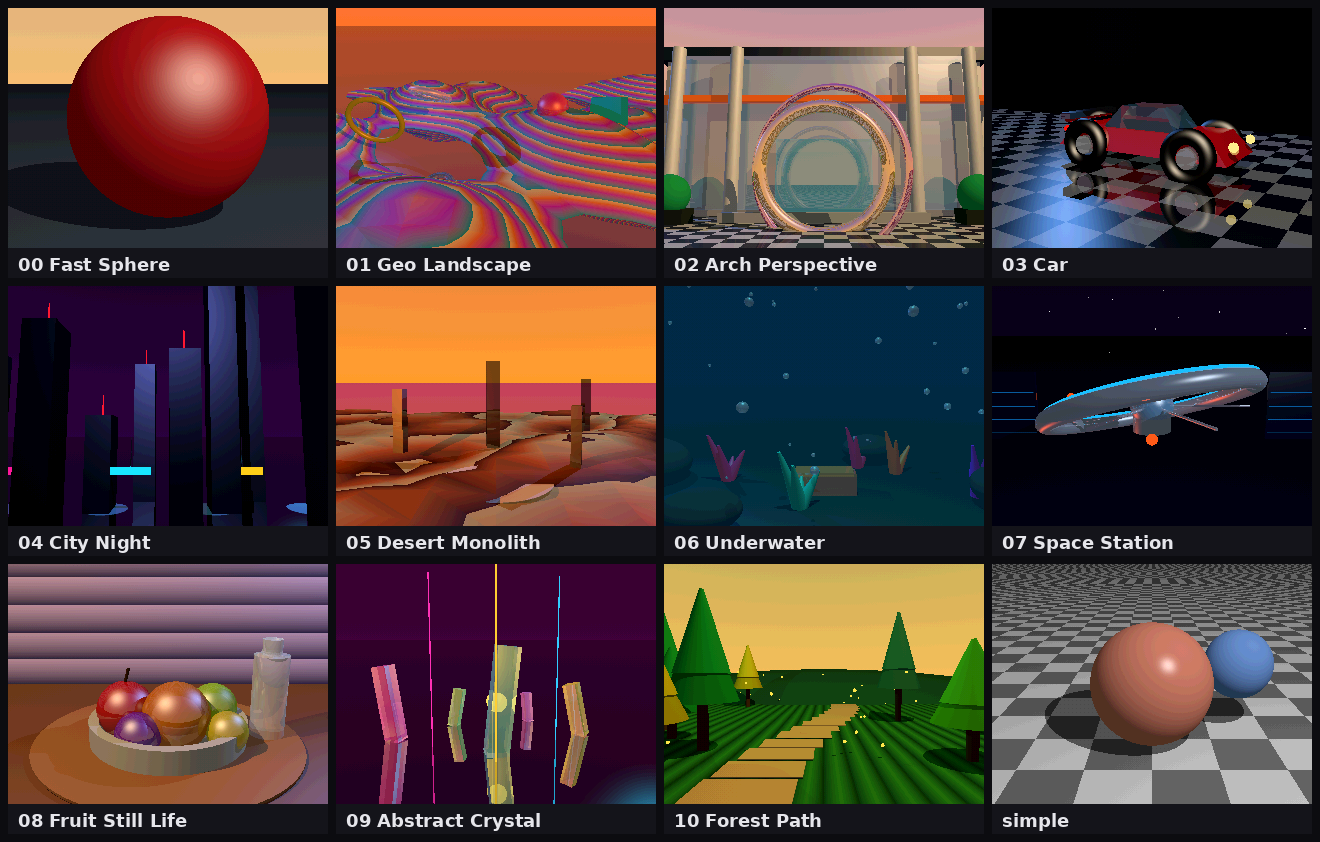 00 Fast Sphere
01 Geo Landscape
02 Arch Perspective
03 Car
04 City Night
05 Desert Monolith
06 Underwater
07 Space Station
08 Fruit Still Life
09 Abstract Crystal
10 Forest Path
simple